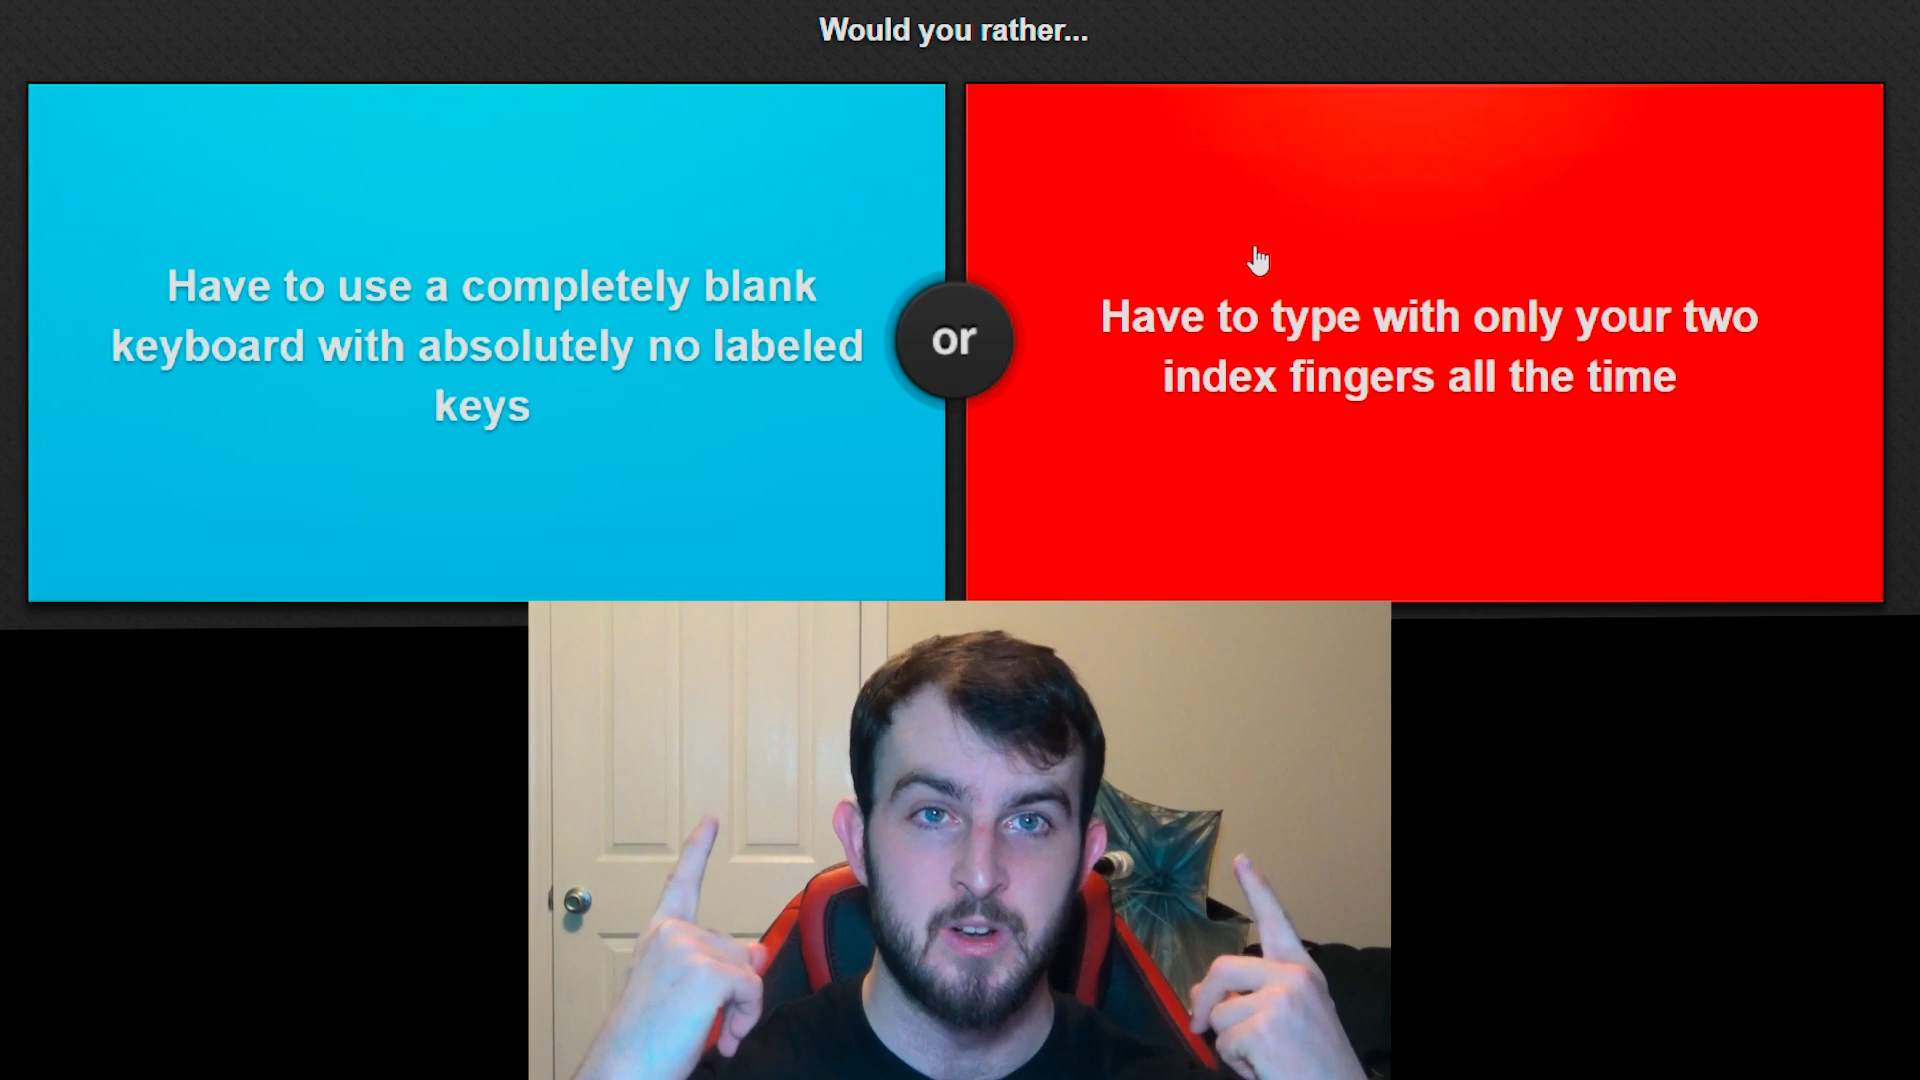 Would you rather...
Have to use a completely blank
keyboard with absolutely no labeled
keys
or
Have to type with only your two
index fingers all the time